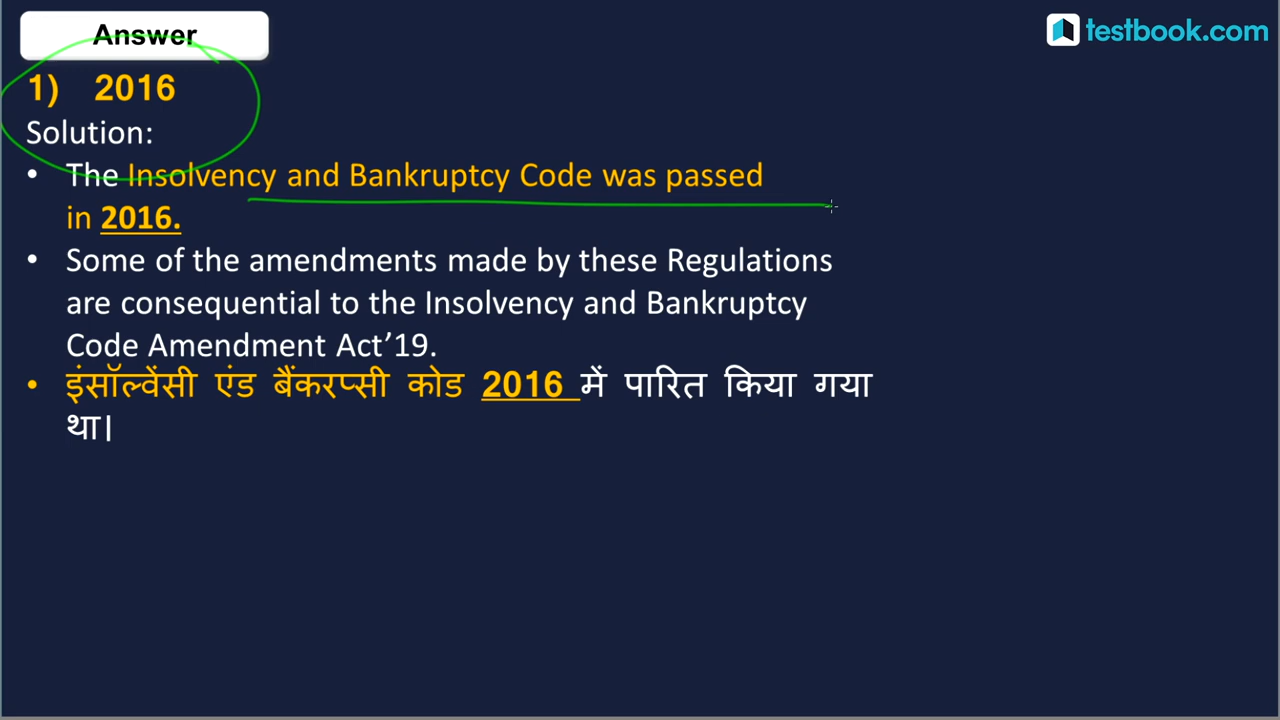 Answer
testbook.com
1) 2016
Solution:
• The Insolvency and Bankruptcy Code was passed
in 2016.
• Some of the amendments made by these Regulations
are consequential to the Insolvency and Bankruptcy
Code Amendment Act’19.
• इंसॉल्वेंसी एंड बैंकरप्सी कोड 2016 में पारित किया गया
था।